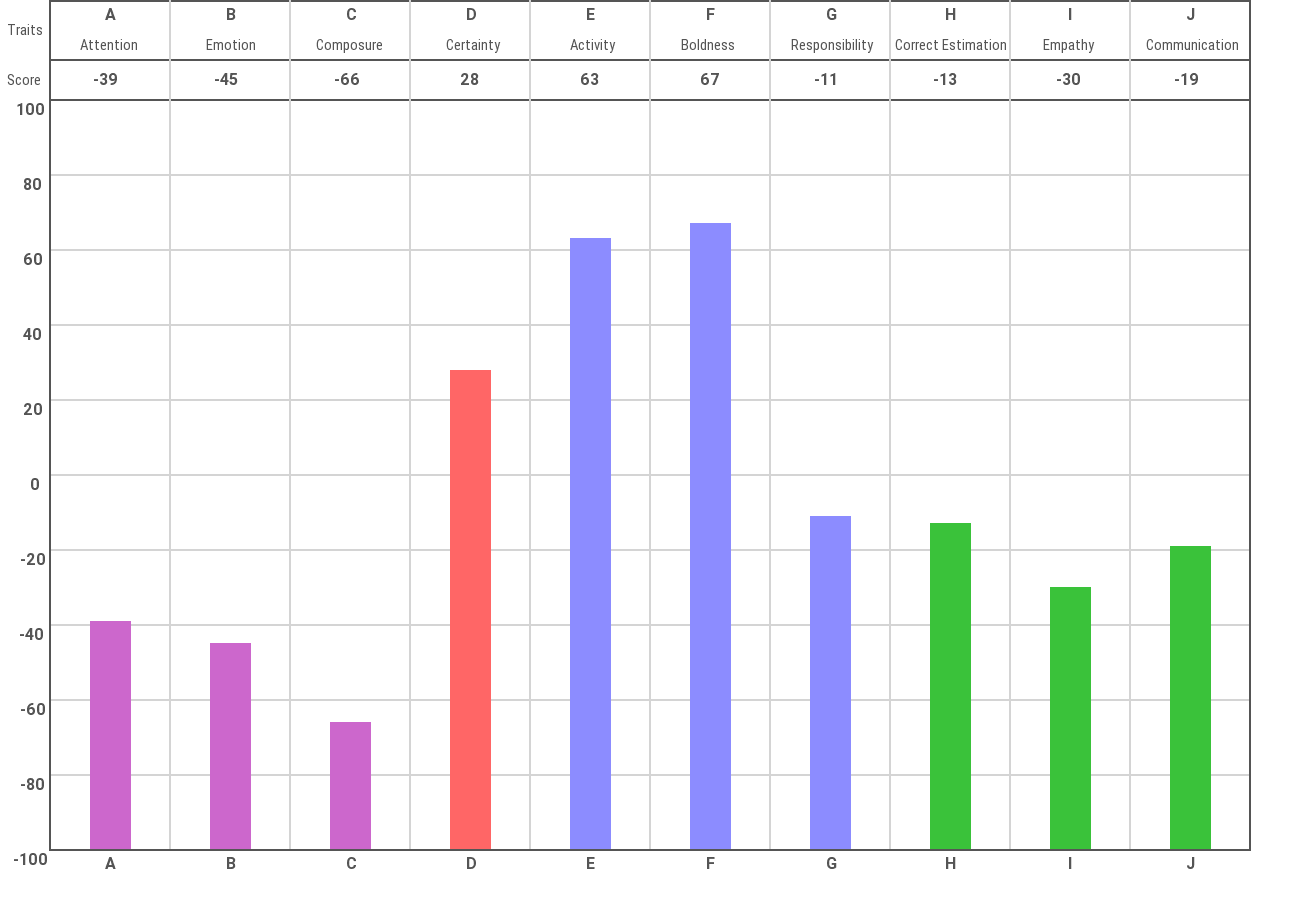 A B C D E F G H I J
Traits
Attention Emotion Composure Certainty Activity Boldness Responsibility Correct Estimation Empathy Communication
Score -39 -45 -66 28 63 67 -11 -13 -30 -19
100
80
60
40
20
0
-20
-40
-60
-80
-100
A B C D E F G H I J